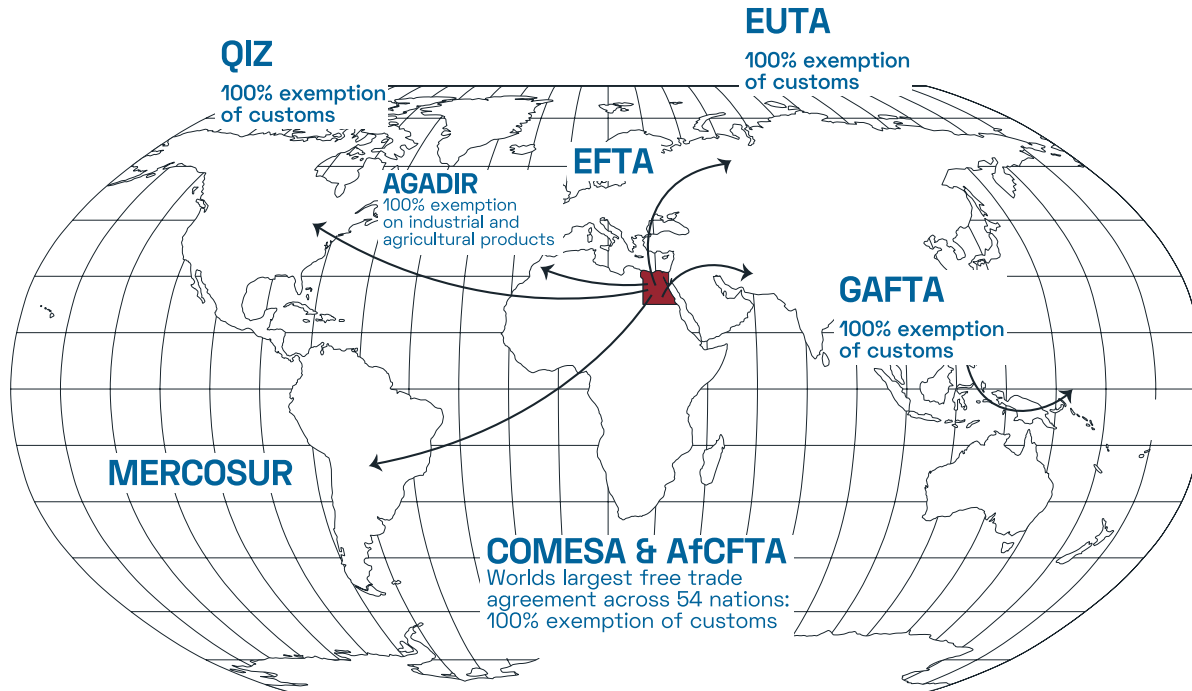 QIZ
100% exemption
of customs
EUTA
100% exemption
of customs
EFTA
AGADIR
100% exemption
on industrial and
agricultural products
GAFTA
100% exemption
of customs
MERCOSUR
COMESA & AfCFTA
Worlds largest free trade
agreement across 54 nations:
100% exemption of customs